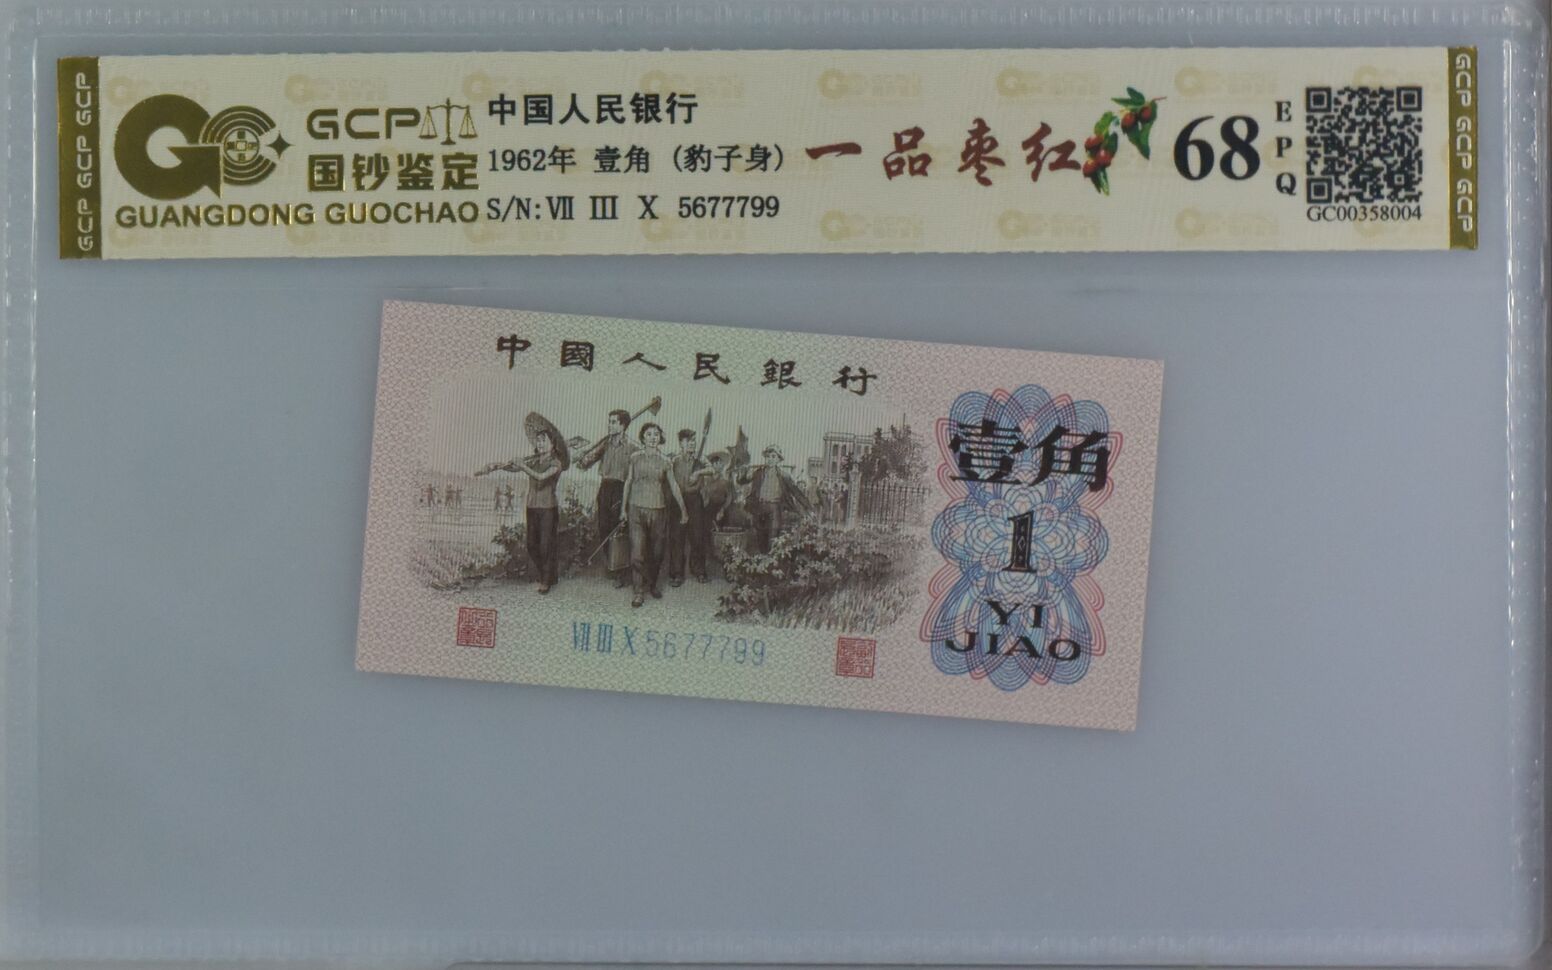 GCP GCP GCP
GCP
国钞鉴定
GUANGDONG GUOCHAO
中国人民银行
1962年 壹角 (豹子身)
S/N:Ⅶ Ⅲ Ⅹ 5677799
一品枣红
68
EPQ
GC00358004
GCP GCP GCP
中國人民銀行
壹角
1
YI
JIAO
Ⅶ Ⅲ Ⅹ 5677799